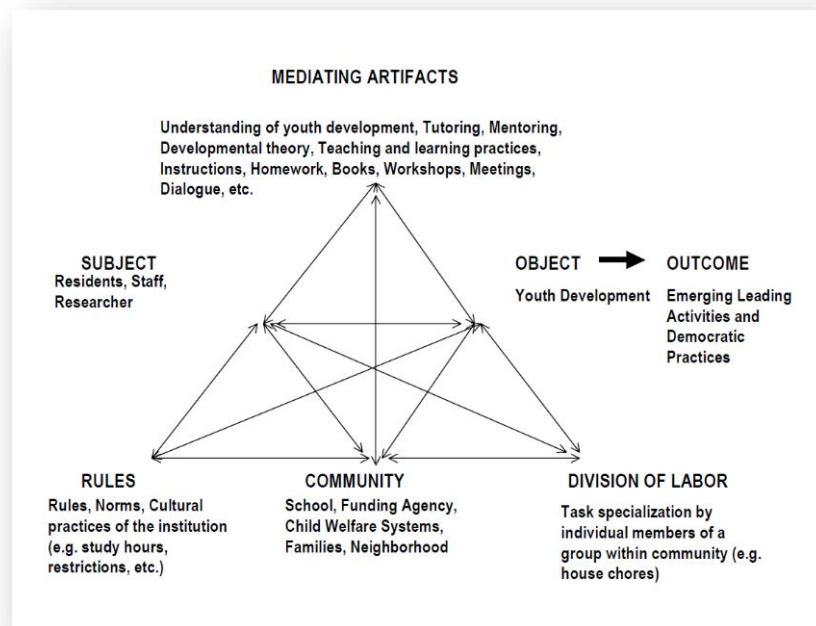 MEDIATING ARTIFACTS
Understanding of youth development, Tutoring, Mentoring,
Developmental theory, Teaching and learning practices,
Instructions, Homework, Books, Workshops, Meetings,
Dialogue, etc.
SUBJECT
Residents, Staff,
Researcher
OBJECT
Youth Development
OUTCOME
Emerging Leading
Activities and
Democratic
Practices
RULES
Rules, Norms, Cultural
practices of the institution
(e.g. study hours,
restrictions, etc.)
COMMUNITY
School, Funding Agency,
Child Welfare Systems,
Families, Neighborhood
DIVISION OF LABOR
Task specialization by
individual members of a
group within community (e.g.
house chores)